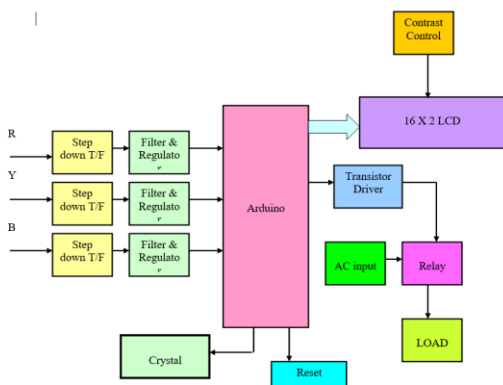 Contrast
Control
16 X 2 LCD
R
Step
down T/F
Filter &
Regulato
r
Y
Step
down T/F
Filter &
Regulato
r
B
Step
down T/F
Filter &
Regulato
r
Arduino
Transistor
Driver
AC input
Relay
LOAD
Crystal
Reset